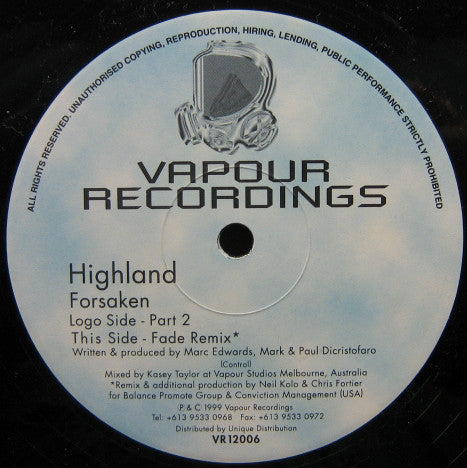 ALL RIGHTS RESERVED. UNAUTHORISED COPYING, REPRODUCTION, HIRING, LENDING, PUBLIC PERFORMANCE STRICTLY PROHIBITED
VAPOUR
RECORDINGS
Highland
Forsaken
Logo Side - Part 2
This Side - Fade Remix*
Written & produced by Marc Edwards, Mark & Paul Dicristofaro
(Control)
Mixed by Kasey Taylor at Vapour Studios Melbourne, Australia
*Remix & additional production by Neil Kolo & Chris Fortier
for Balance Promote Group & Conviction Management (USA)
P & C 1999 Vapour Recordings
Tel: +613 9533 0968 Fax: +613 9533 0972
Distributed by Unique Distribution
VR12006